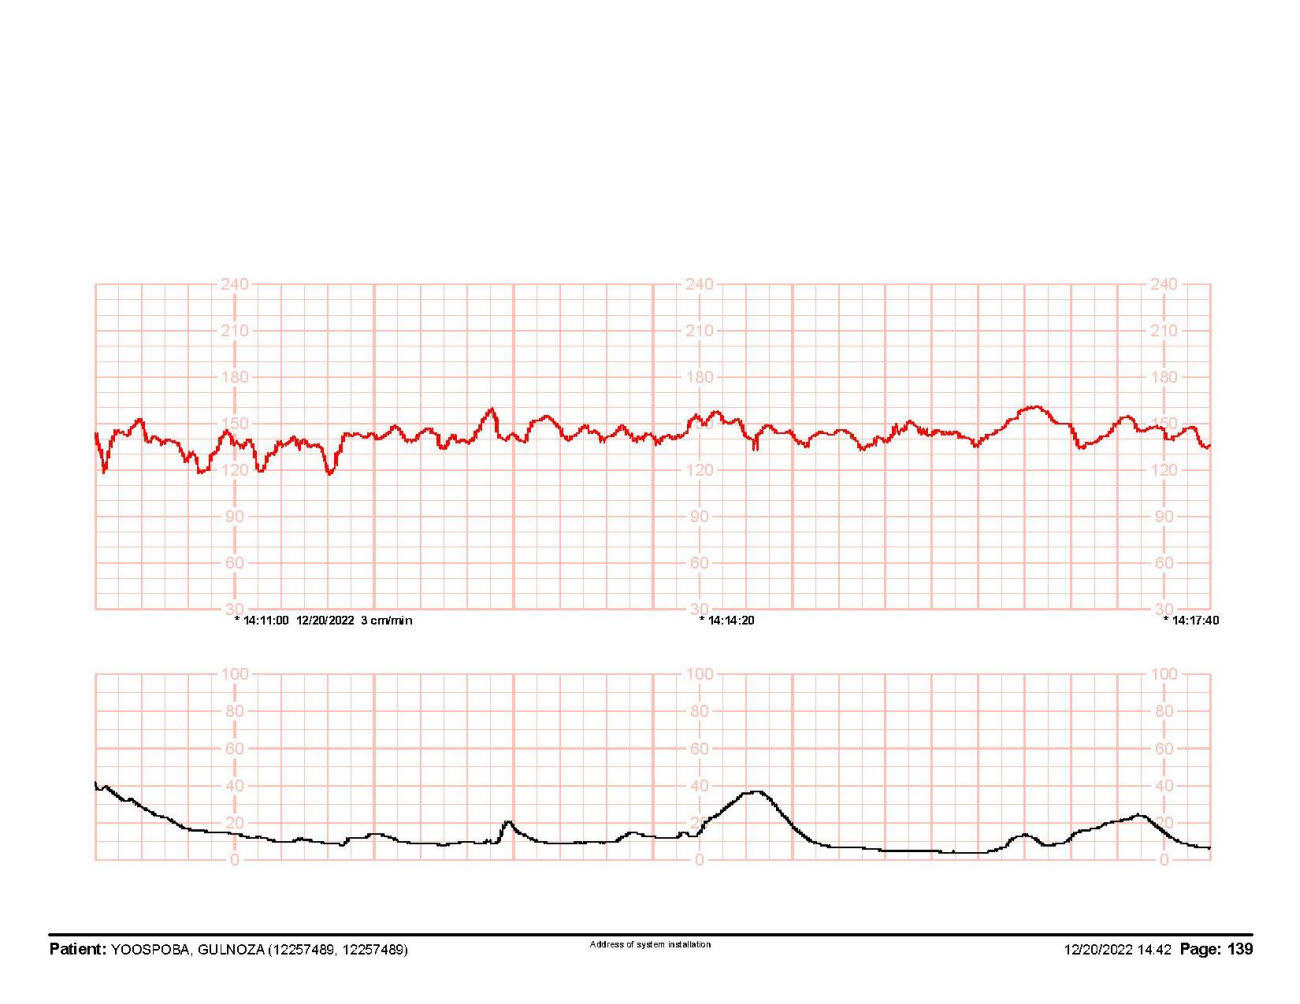 240 240 240
210 210 210
180 180 180
150 150 150
120 120 120
90 90 90
60 60 60
30 30 30
* 14:11:00 12/20/2022 3 cm/min * 14:14:20 * 14:17:40
100 100 100
80 80 80
60 60 60
40 40 40
20 20 20
0 0 0
Patient: YOOSPOBA, GULNOZA (12257489, 12257489) Address of system installation 12/20/2022 14:42 Page: 139